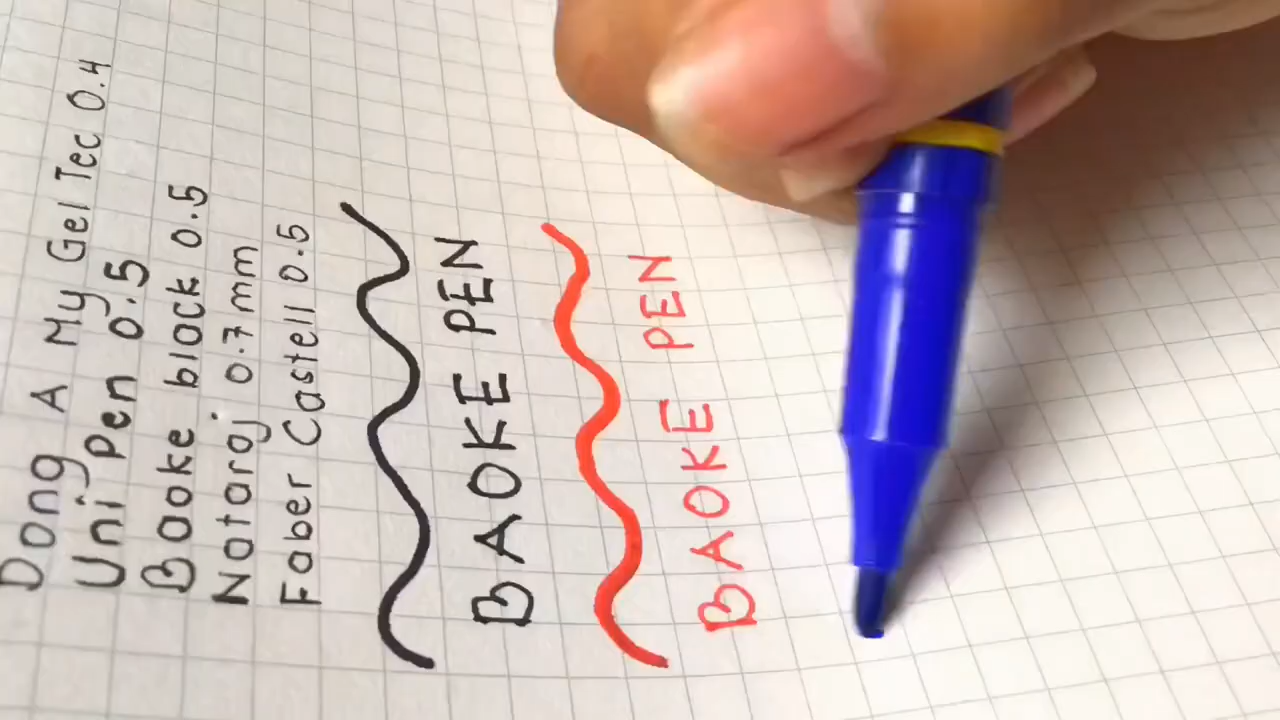 Dong A My Gel Tec 0.4
Uni Pen 0.5
Baoke black 0.5
Notaraj 0.7mm
Faber Castell 0.5
BAOKE PEN
BAOKE PEN